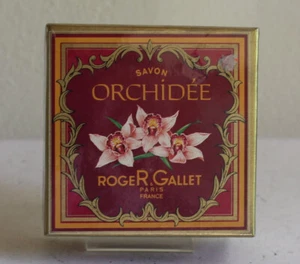 SAVON
ORCHIDÉE
ROGER & GALLET
PARIS
FRANCE